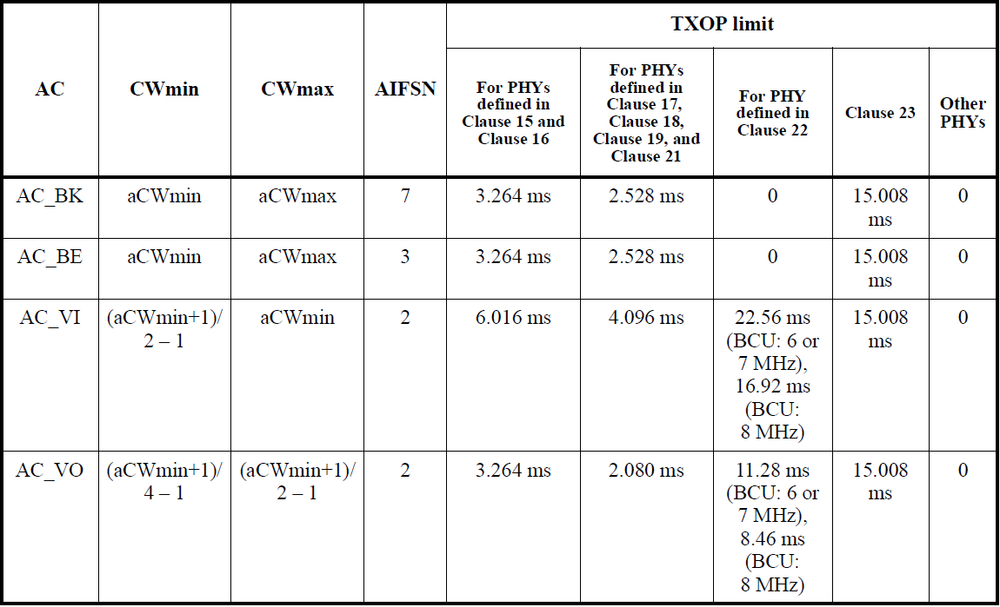 TXOP limit
AC
CWmin
CWmax
AIFSN
For PHYs
defined in
Clause 15 and
Clause 16
For PHYs
defined in
Clause 17,
Clause 18,
Clause 19, and
Clause 21
For PHY
defined in
Clause 22
Clause 23
Other
PHYs
AC_BK
aCWmin
aCWmax
7
3.264 ms
2.528 ms
0
15.008
ms
0
AC_BE
aCWmin
aCWmax
3
3.264 ms
2.528 ms
0
15.008
ms
0
AC_VI
(aCWmin+1)/
2 – 1
aCWmin
2
6.016 ms
4.096 ms
22.56 ms
(BCU: 6 or
7 MHz),
16.92 ms
(BCU:
8 MHz)
15.008
ms
0
AC_VO
(aCWmin+1)/
4 – 1
(aCWmin+1)/
2 – 1
2
3.264 ms
2.080 ms
11.28 ms
(BCU: 6 or
7 MHz),
8.46 ms
(BCU:
8 MHz)
15.008
ms
0